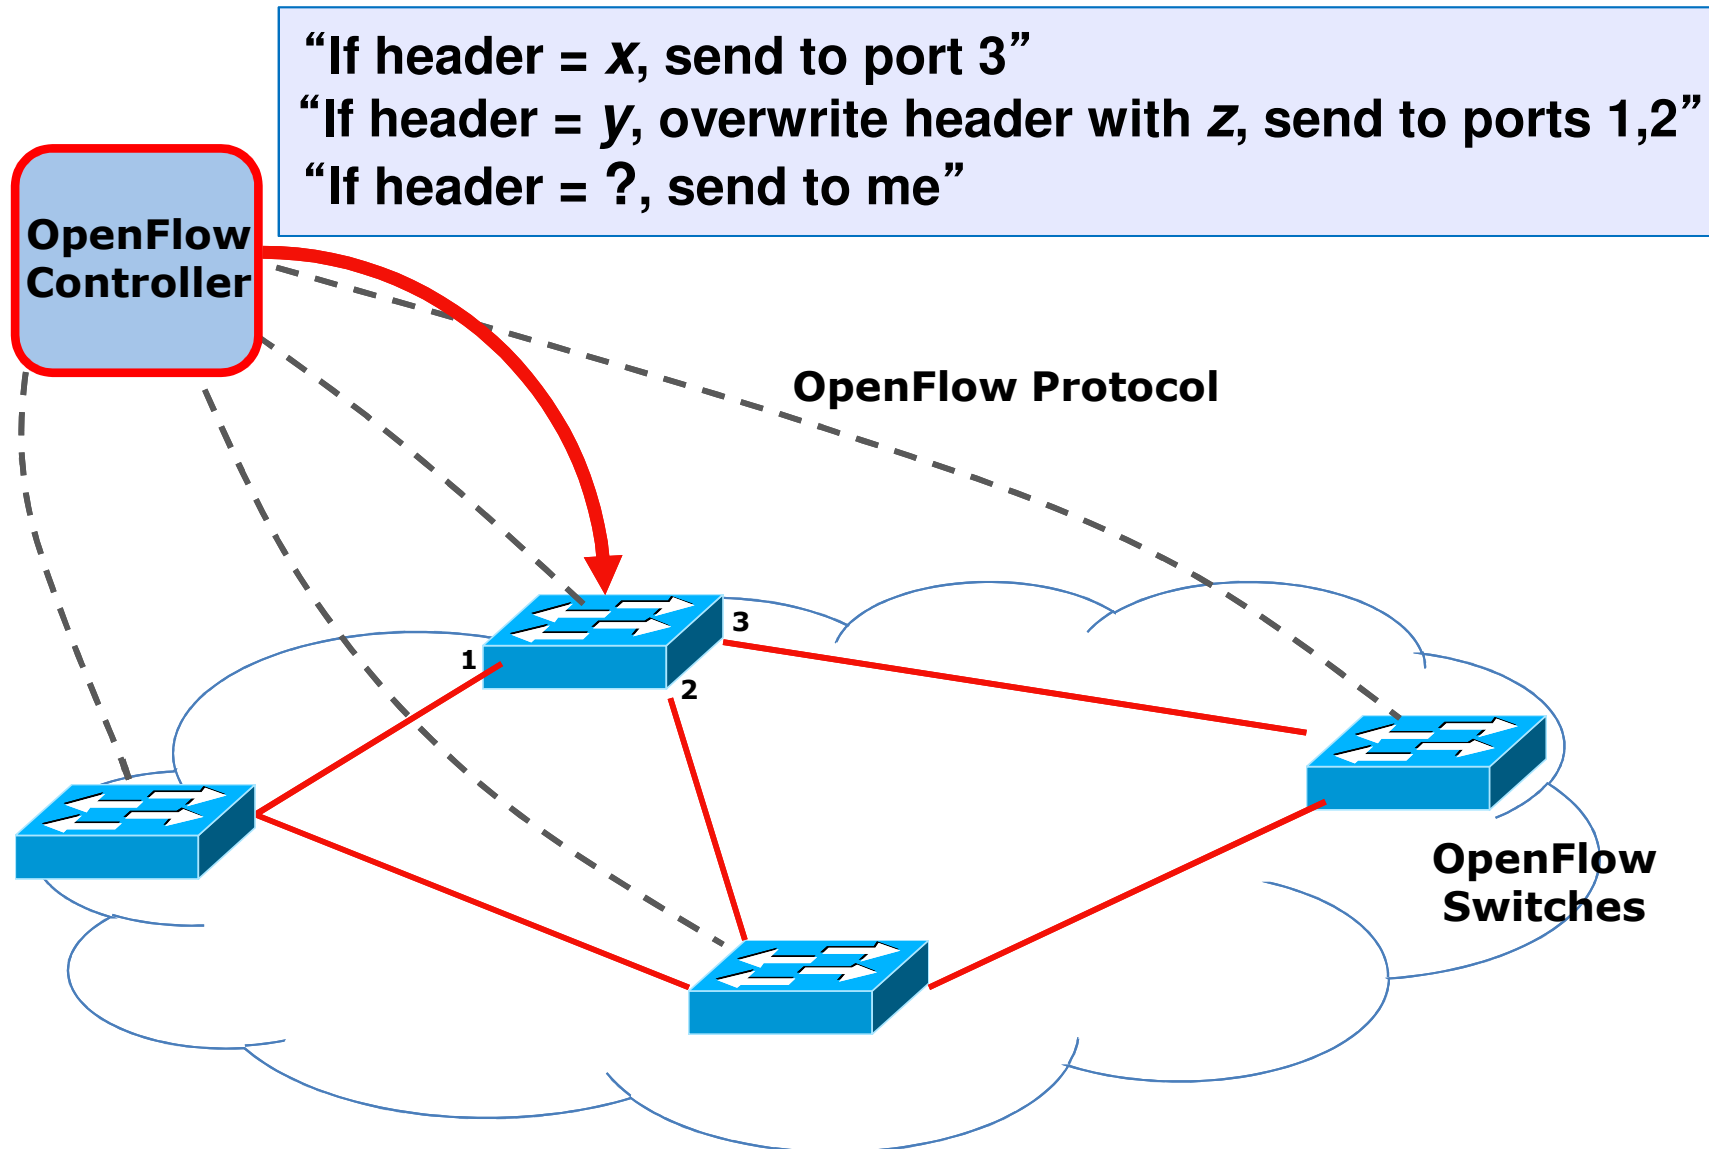 “If header = x, send to port 3”
“If header = y, overwrite header with z, send to ports 1,2”
“If header = ?, send to me”
OpenFlow
Controller
OpenFlow Protocol
3
1
2
OpenFlow
Switches